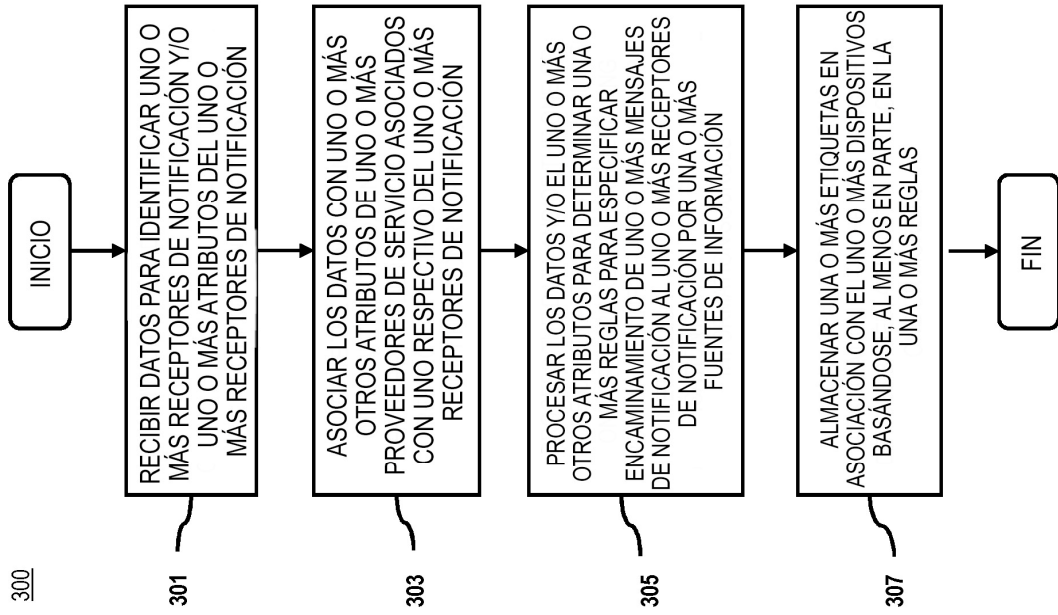 300
INICIO
301
RECIBIR DATOS PARA IDENTIFICAR UNO O
MÁS RECEPTORES DE NOTIFICACIÓN Y/O
UNO O MÁS ATRIBUTOS DEL UNO O
MÁS RECEPTORES DE NOTIFICACIÓN
303
ASOCIAR LOS DATOS CON UNO O MÁS
OTROS ATRIBUTOS DE UNO O MÁS
PROVEEDORES DE SERVICIO ASOCIADOS
CON UNO RESPECTIVO DEL UNO O MÁS
RECEPTORES DE NOTIFICACIÓN
305
PROCESAR LOS DATOS Y/O EL UNO O MÁS
OTROS ATRIBUTOS PARA DETERMINAR UNA O
MÁS REGLAS PARA ESPECIFICAR
ENCAMINAMIENTO DE UNO O MÁS MENSAJES
DE NOTIFICACIÓN AL UNO O MÁS RECEPTORES
DE NOTIFICACIÓN POR UNA O MÁS
FUENTES DE INFORMACIÓN
307
ALMACENAR UNA O MÁS ETIQUETAS EN
ASOCIACIÓN CON EL UNO O MÁS DISPOSITIVOS
BASÁNDOSE, AL MENOS EN PARTE, EN LA
UNA O MÁS REGLAS
FIN